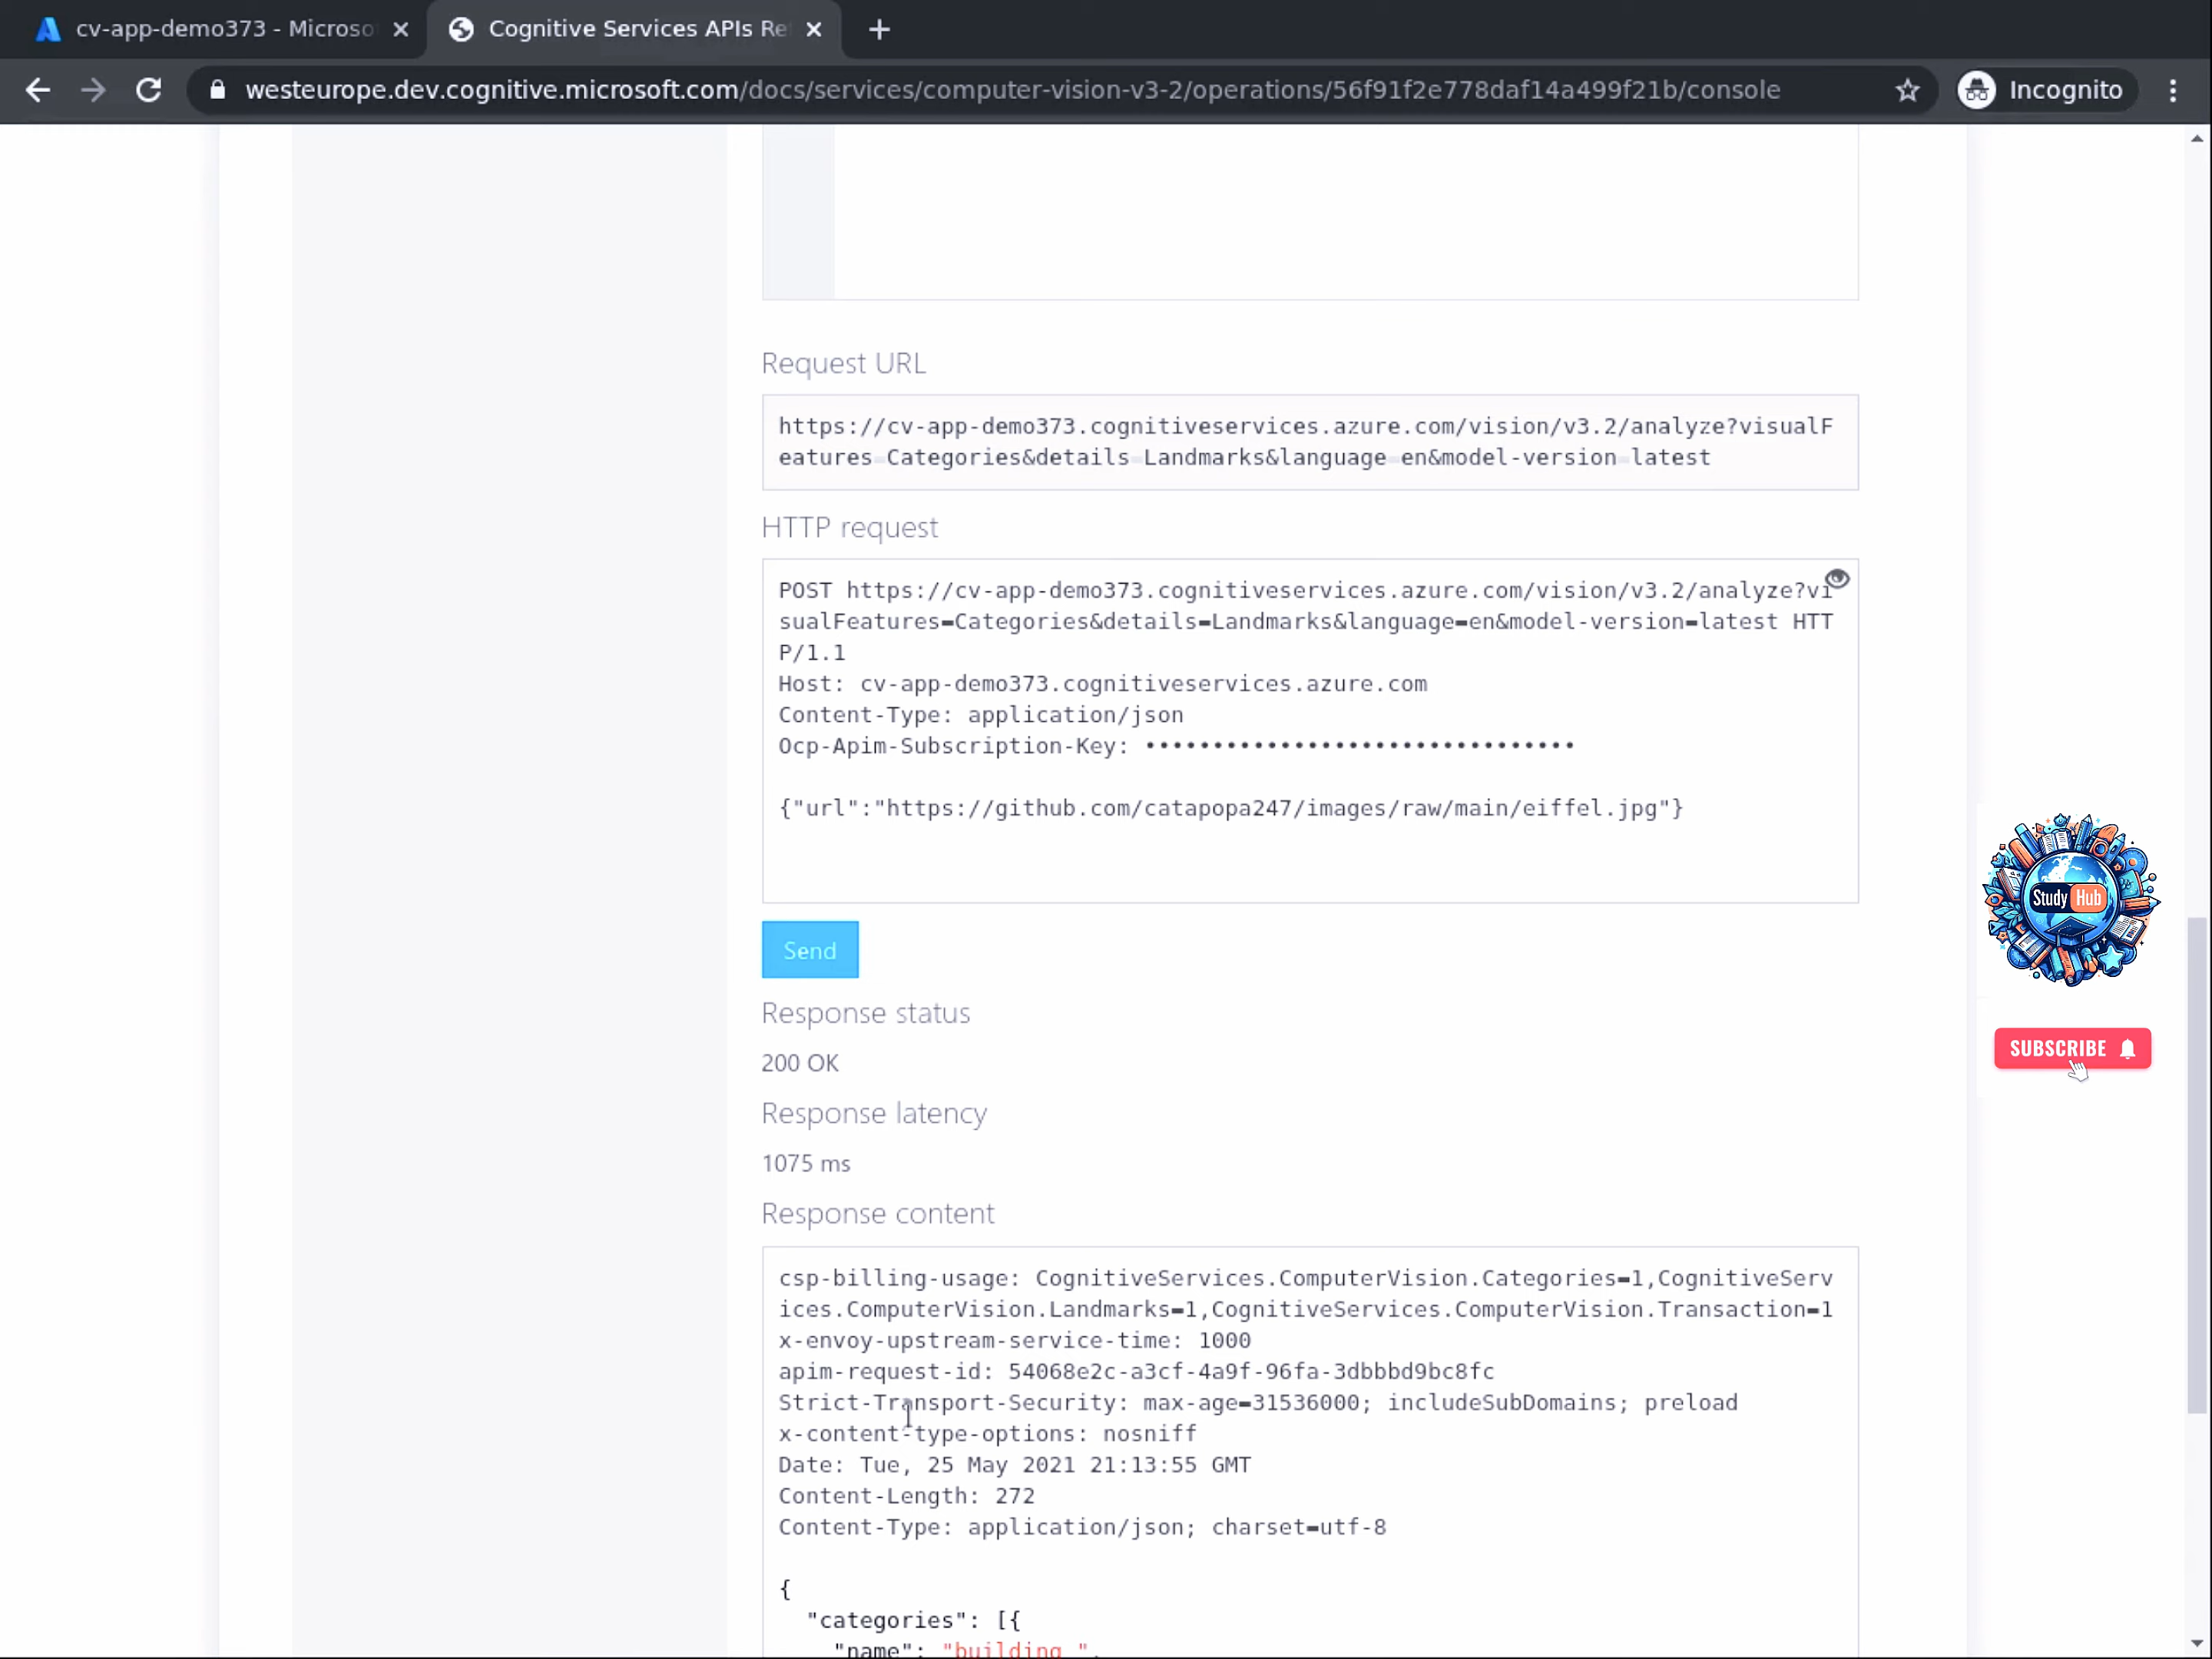 cv-app-demo373 - Microso
Cognitive Services APIs Re
westeurope.dev.cognitive.microsoft.com/docs/services/computer-vision-v3-2/operations/56f91f2e778daf14a499f21b/console
Incognito
Request URL
https://cv-app-demo373.cognitiveservices.azure.com/vision/v3.2/analyze?visualF
eatures=Categories&details=Landmarks&language=en&model-version=latest
HTTP request
POST https://cv-app-demo373.cognitiveservices.azure.com/vision/v3.2/analyze?vi
sualFeatures=Categories&details=Landmarks&language=en&model-version=latest HTT
P/1.1
Host: cv-app-demo373.cognitiveservices.azure.com
Content-Type: application/json
Ocp-Apim-Subscription-Key: ••••••••••••••••••••••••••••••••
{"url":"https://github.com/catapopa247/images/raw/main/eiffel.jpg"}
Study Hub
Send
Response status
SUBSCRIBE
200 OK
Response latency
1075 ms
Response content
csp-billing-usage: CognitiveServices.ComputerVision.Categories=1,CognitiveServ
ices.ComputerVision.Landmarks=1,CognitiveServices.ComputerVision.Transaction=1
x-envoy-upstream-service-time: 1000
apim-request-id: 54068e2c-a3cf-4a9f-96fa-3dbbbd9bc8fc
Strict-Transport-Security: max-age=31536000; includeSubDomains; preload
x-content-type-options: nosniff
Date: Tue, 25 May 2021 21:13:55 GMT
Content-Length: 272
Content-Type: application/json; charset=utf-8
{
"categories": [{
"name": "building_",